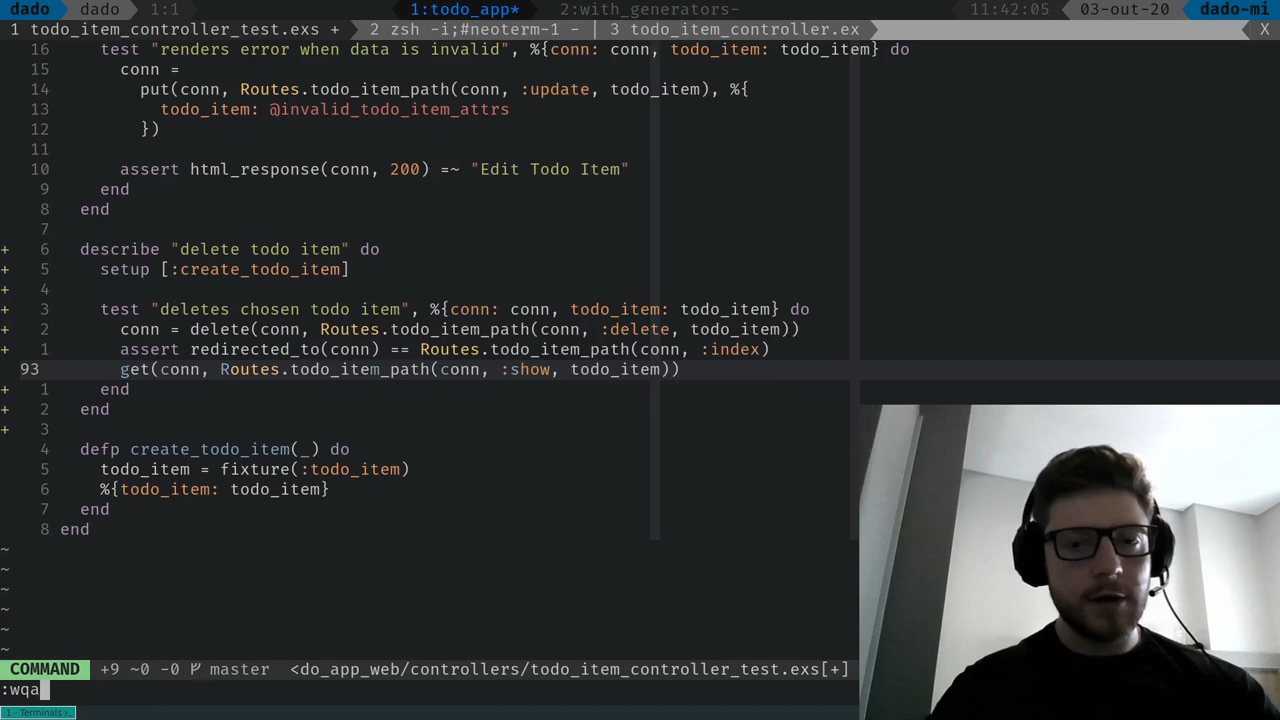 dado dado 1:1 1:todo_app* 2:with_generators- 11:42:05 03-out-20 dado-mi
1 todo_item_controller_test.exs + 2 zsh -i;#neoterm-1 - | 3 todo_item_controller.ex X
16 test "renders error when data is invalid", %{conn: conn, todo_item: todo_item} do
15 conn =
14 put(conn, Routes.todo_item_path(conn, :update, todo_item), %{
13 todo_item: @invalid_todo_item_attrs
12 })
11
10 assert html_response(conn, 200) =~ "Edit Todo Item"
9 end
8 end
7
+ 6 describe "delete todo item" do
+ 5 setup [:create_todo_item]
+ 4
+ 3 test "deletes chosen todo item", %{conn: conn, todo_item: todo_item} do
+ 2 conn = delete(conn, Routes.todo_item_path(conn, :delete, todo_item))
+ 1 assert redirected_to(conn) == Routes.todo_item_path(conn, :index)
93 get(conn, Routes.todo_item_path(conn, :show, todo_item))
+ 1 end
+ 2 end
+ 3
4 defp create_todo_item(_) do
5 todo_item = fixture(:todo_item)
6 %{todo_item: todo_item}
7 end
8 end
~
~
~
~
~
~
COMMAND +9 ~0 -0 master <do_app_web/controllers/todo_item_controller_test.exs[+]
:wqa
1 - Terminals ›...